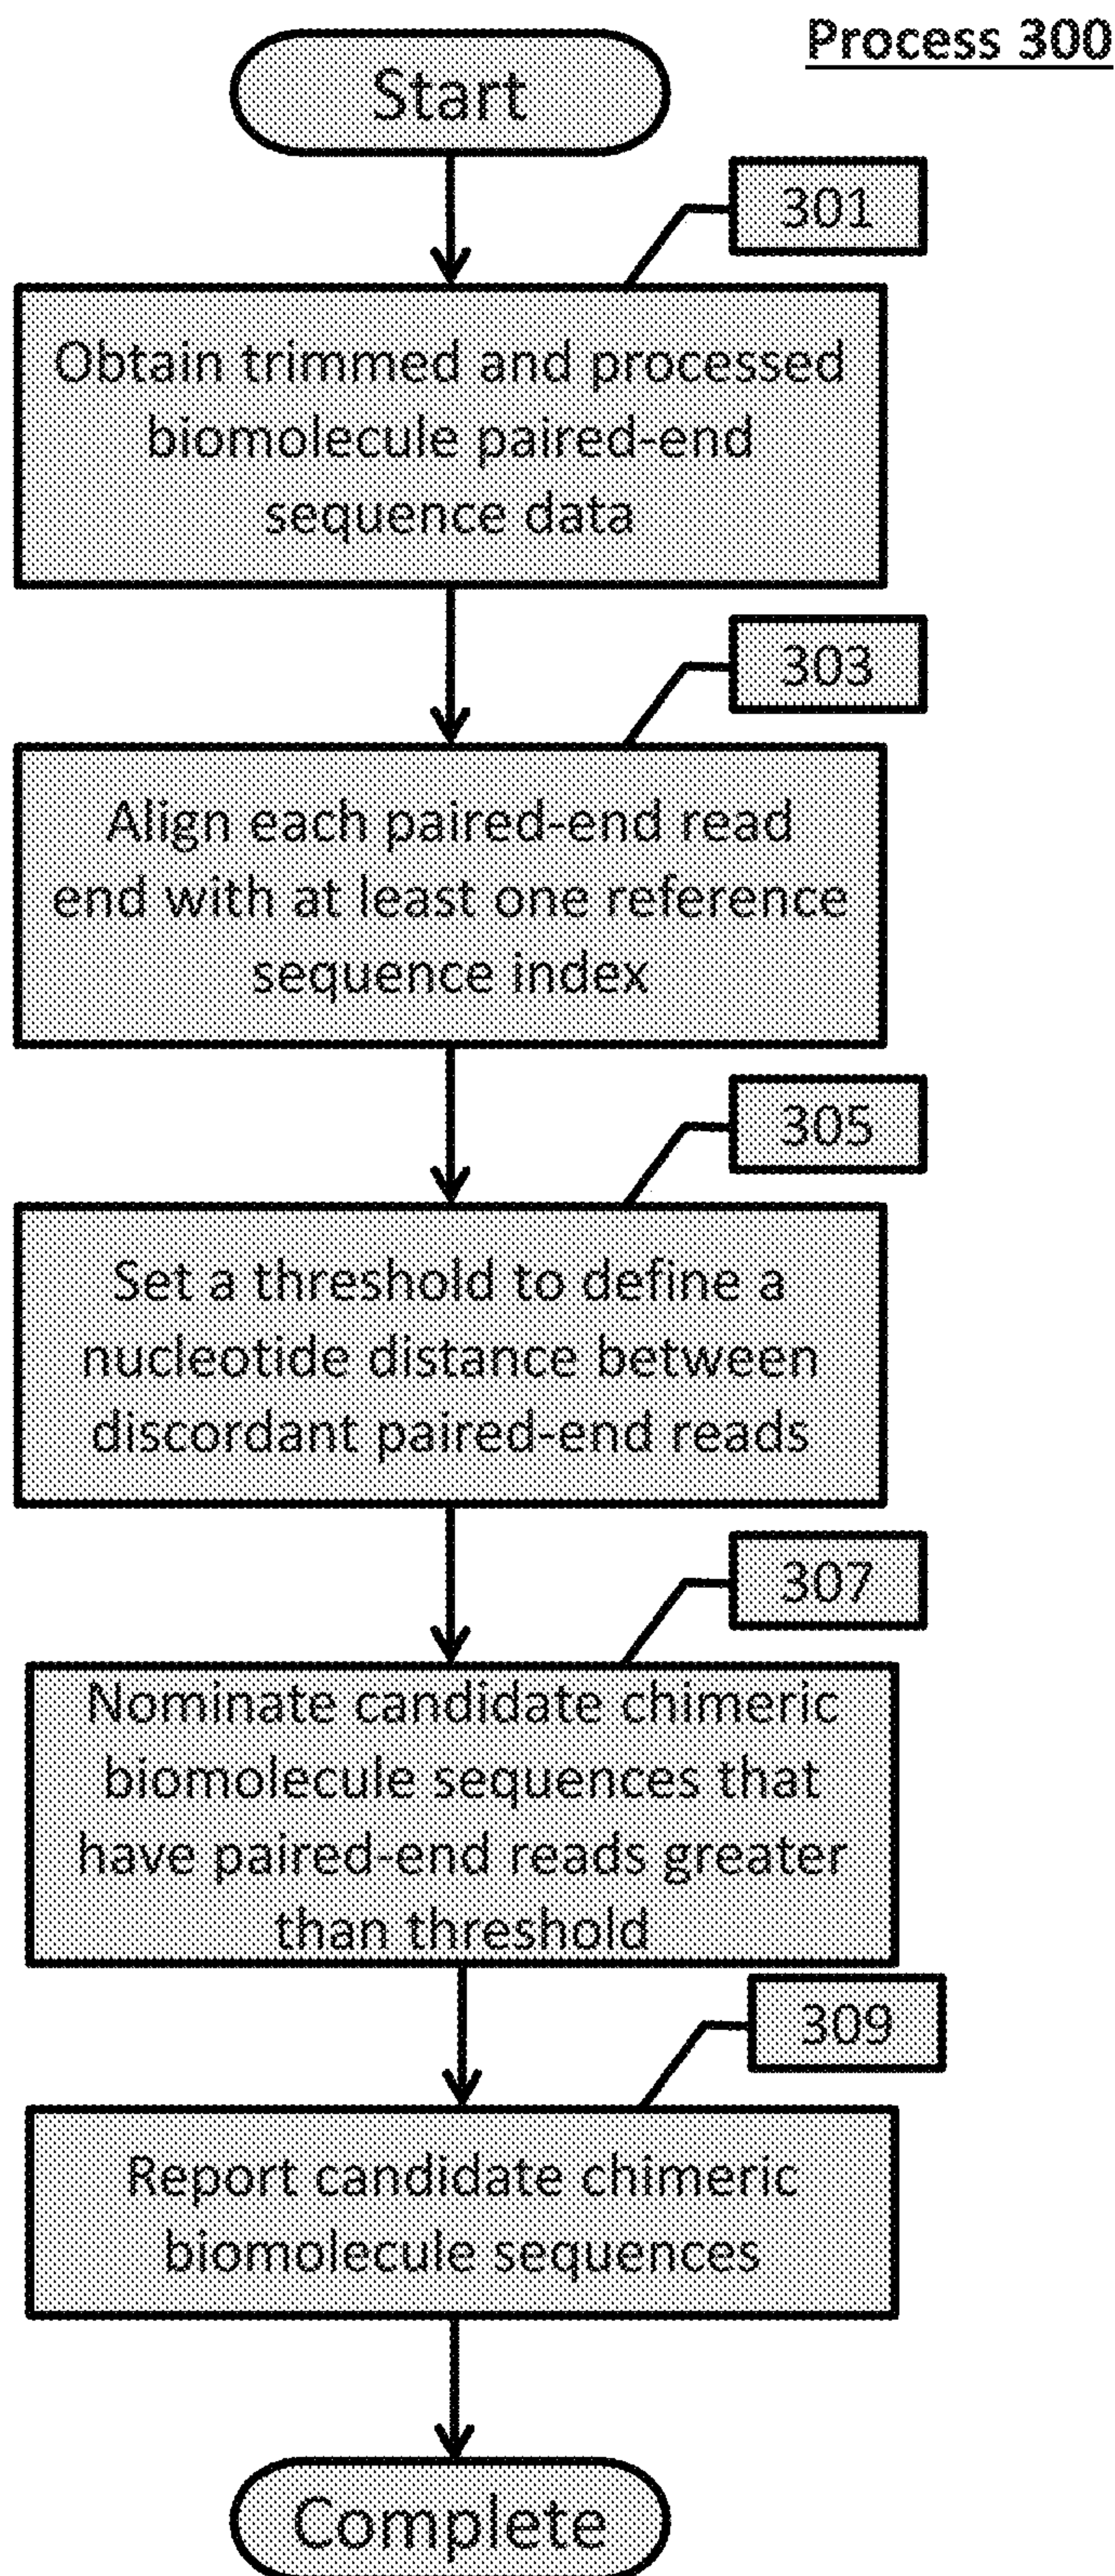 Process 300
Start
301
Obtain trimmed and processed
biomolecule paired-end
sequence data
303
Align each paired-end read
end with at least one reference
sequence index
305
Set a threshold to define a
nucleotide distance between
discordant paired-end reads
307
Nominate candidate chimeric
biomolecule sequences that
have paired-end reads greater
than threshold
309
Report candidate chimeric
biomolecule sequences
Complete